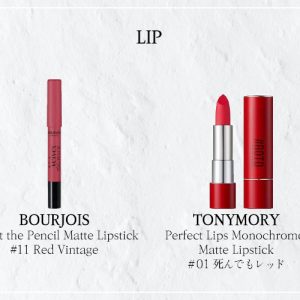 LIP
BOURJOIS
t the Pencil Matte Lipstick
#11 Red Vintage
TONYMORY
Perfect Lips Monochrome
Matte Lipstick
#01 死んでもレッド